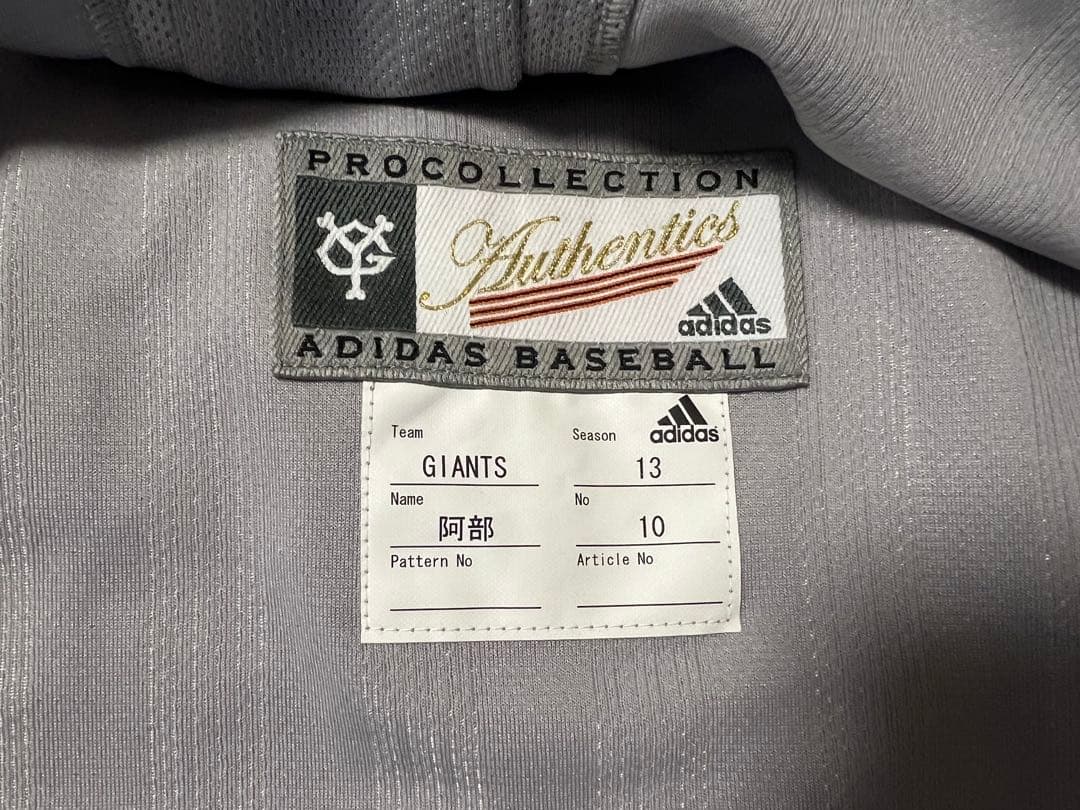 PROCOLLECTION
YG
Authentics
adidas
ADIDAS BASEBALL
adidas
Team Season
GIANTS 13
Name No
阿部 10
Pattern No Article No